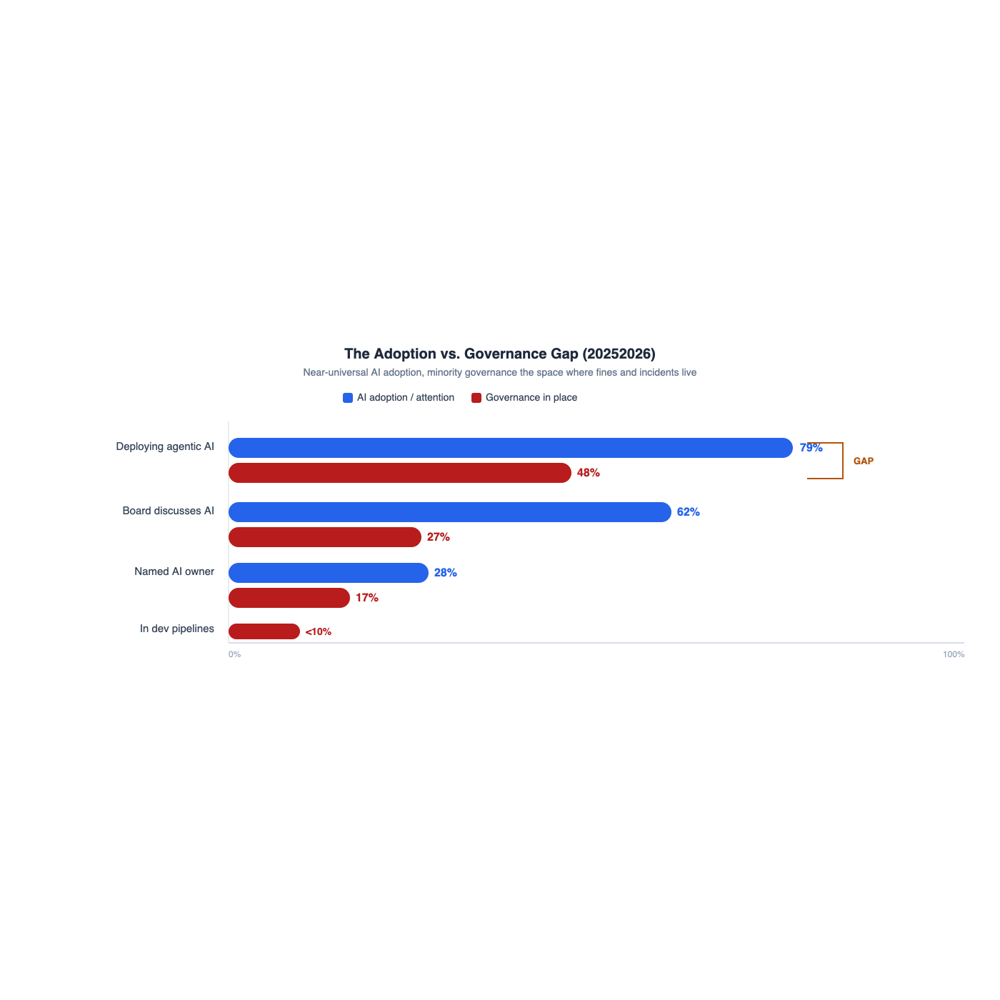 The Adoption vs. Governance Gap (20252026)
Near-universal AI adoption, minority governance the space where fines and incidents live
AI adoption / attention
Governance in place
Deploying agentic AI
79%
48%
GAP
Board discusses AI
62%
27%
Named AI owner
28%
17%
In dev pipelines
<10%
0%
100%